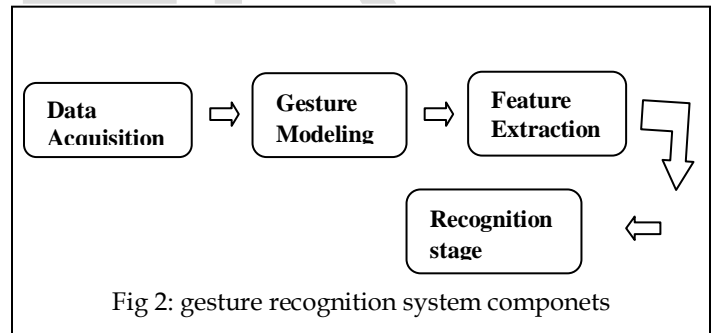 Data
Acquisition
Gesture
Modeling
Feature
Extraction
Recognition
stage
Fig 2: gesture recognition system componets